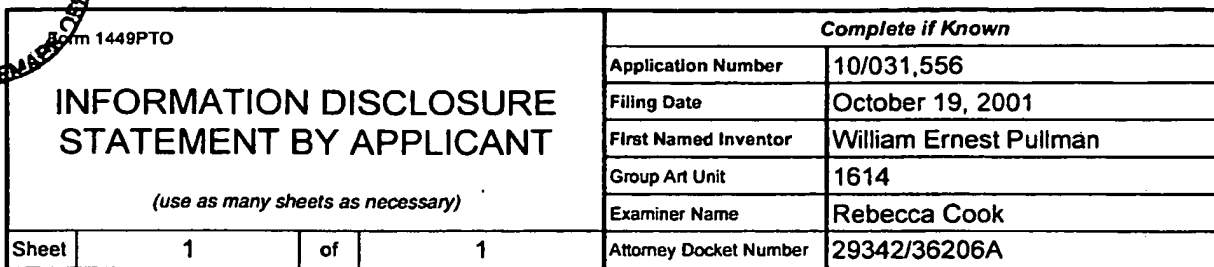 Form 1449PTO
INFORMATION DISCLOSURE
STATEMENT BY APPLICANT
(use as many sheets as necessary)
Sheet 1 of 1
Complete if Known
Application Number 10/031,556
Filing Date October 19, 2001
First Named Inventor William Ernest Pullman
Group Art Unit 1614
Examiner Name Rebecca Cook
Attorney Docket Number 29342/36206A